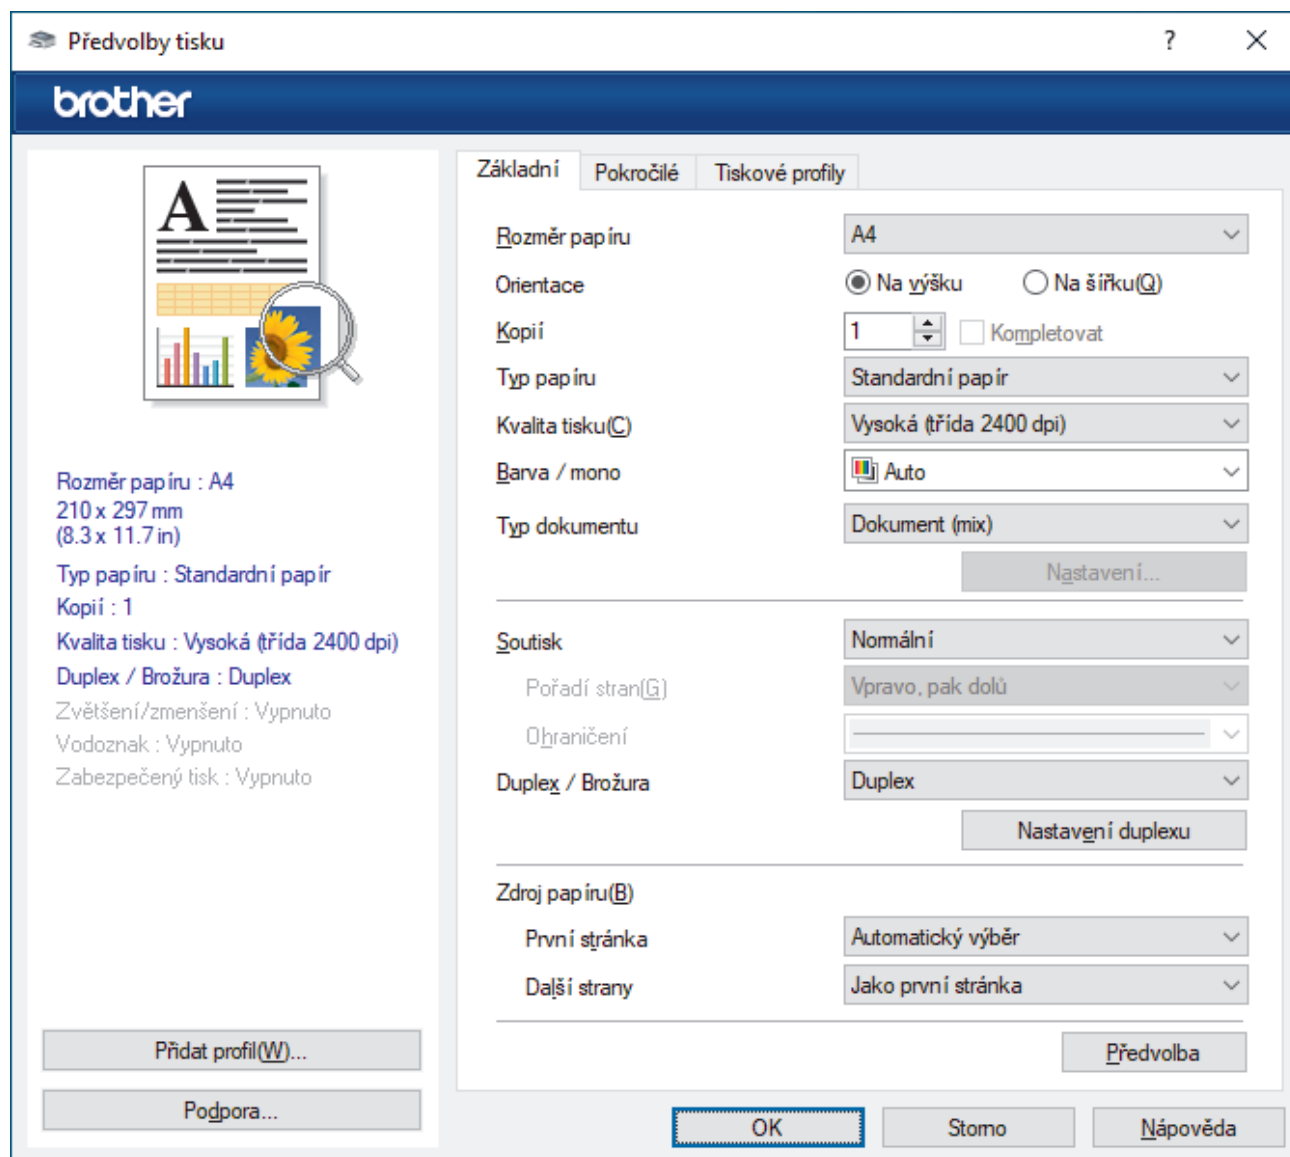 Předvolby tisku
?
brother
A
Rozměr papíru : A4
210 x 297 mm
(8.3 x 11.7 in)
Typ papíru : Standardní papír
Kopií : 1
Kvalita tisku : Vysoká (třída 2400 dpi)
Duplex / Brožura : Duplex
Zvětšení/zmenšení : Vypnuto
Vodoznak : Vypnuto
Zabezpečený tisk : Vypnuto
Přidat profil(W)...
Podpora...
Základní Pokročilé Tiskové profily
Rozměr papíru A4
Orientace Na výšku Na šířku(Q)
Kopií 1 Kompletovat
Typ papíru Standardní papír
Kvalita tisku(C) Vysoká (třída 2400 dpi)
Barva / mono Auto
Typ dokumentu Dokument (mix)
Nastavení...
Soutisk Normální
Pořadí stran(G) Vpravo, pak dolů
Ohraničení
Duplex / Brožura Duplex
Nastavení duplexu
Zdroj papíru(B)
První stránka Automatický výběr
Další strany Jako první stránka
Předvolba
OK Storno Nápověda